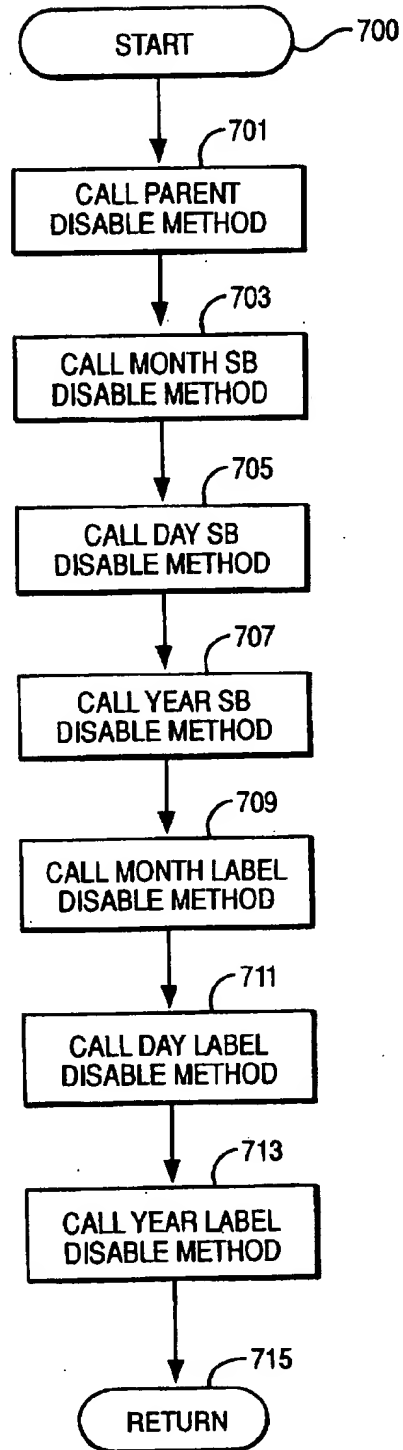 START
700
701
CALL PARENT
DISABLE METHOD
703
CALL MONTH SB
DISABLE METHOD
705
CALL DAY SB
DISABLE METHOD
707
CALL YEAR SB
DISABLE METHOD
709
CALL MONTH LABEL
DISABLE METHOD
711
CALL DAY LABEL
DISABLE METHOD
713
CALL YEAR LABEL
DISABLE METHOD
715
RETURN